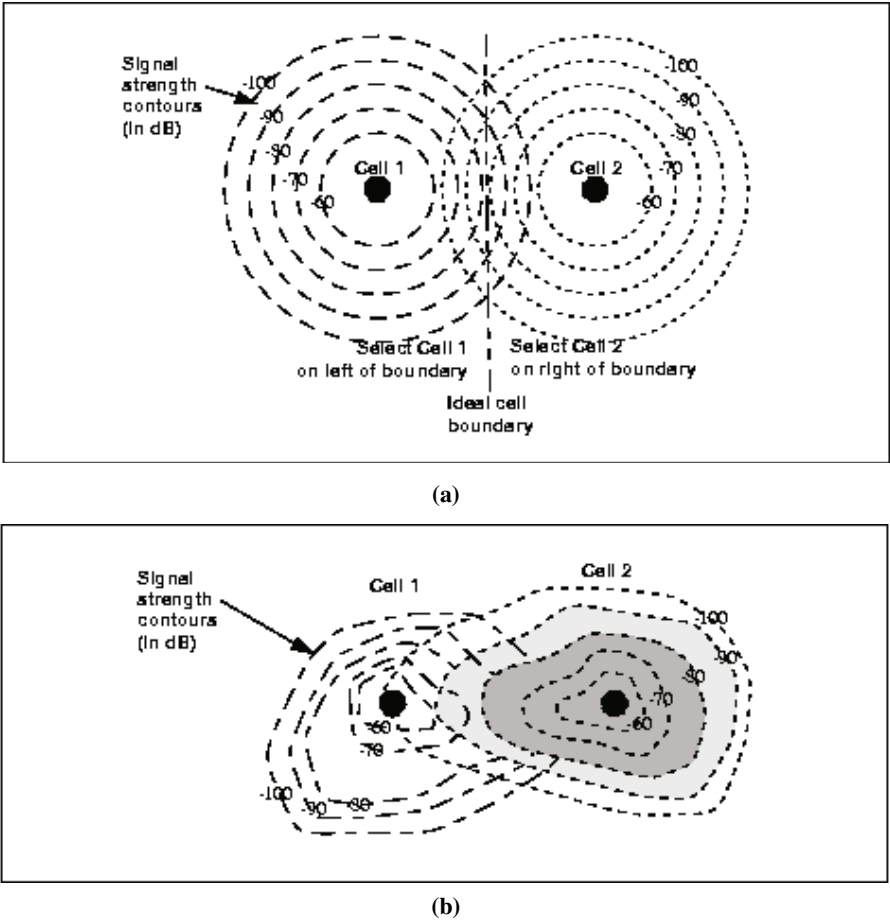 Signal
strength
contours
(in dB)
-100
-90
-80
-70
-60
Cell 1
Cell 2
-100
-90
-80
-70
-60
Select Cell 1
on left of boundary
Select Cell 2
on right of boundary
Ideal cell
boundary
(a)
Signal
strength
contours
(in dB)
Cell 1
Cell 2
-100
-90
-80
-70
-60
-60
-70
-100
-90
-80
(b)